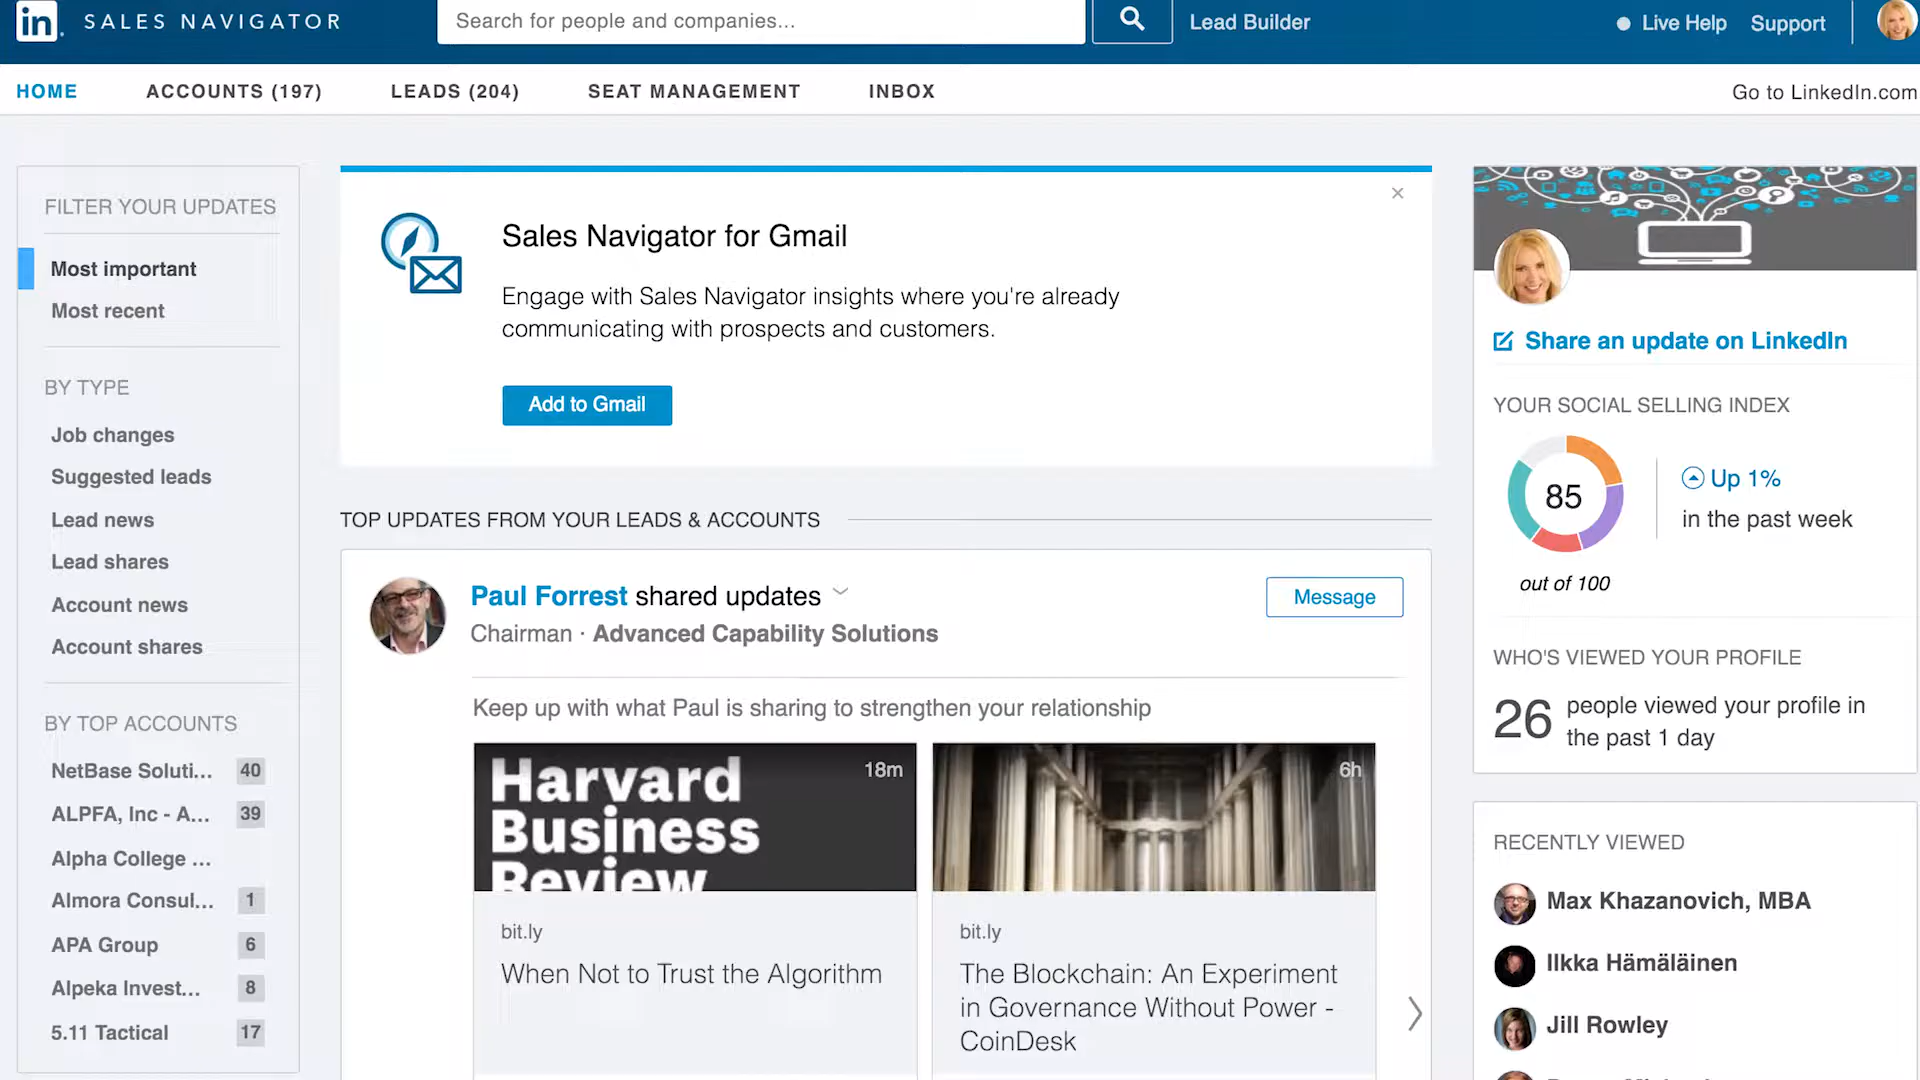 in SALES NAVIGATOR
Search for people and companies...
Lead Builder
Live Help
Support
HOME
ACCOUNTS (197)
LEADS (204)
SEAT MANAGEMENT
INBOX
Go to LinkedIn.com
FILTER YOUR UPDATES
Most important
Most recent
BY TYPE
Job changes
Suggested leads
Lead news
Lead shares
Account news
Account shares
BY TOP ACCOUNTS
NetBase Soluti... 40
ALPFA, Inc - A... 39
Alpha College ...
Almora Consul... 1
APA Group 6
Alpeka Invest... 8
5.11 Tactical 17
Sales Navigator for Gmail
Engage with Sales Navigator insights where you're already
communicating with prospects and customers.
Add to Gmail
TOP UPDATES FROM YOUR LEADS & ACCOUNTS
Paul Forrest shared updates
Chairman · Advanced Capability Solutions
Message
Keep up with what Paul is sharing to strengthen your relationship
Harvard
Business
Review
18m
bit.ly
When Not to Trust the Algorithm
6h
bit.ly
The Blockchain: An Experiment
in Governance Without Power -
CoinDesk
Share an update on LinkedIn
YOUR SOCIAL SELLING INDEX
85
out of 100
Up 1%
in the past week
WHO'S VIEWED YOUR PROFILE
26
people viewed your profile in
the past 1 day
RECENTLY VIEWED
Max Khazanovich, MBA
Ilkka Hämäläinen
Jill Rowley